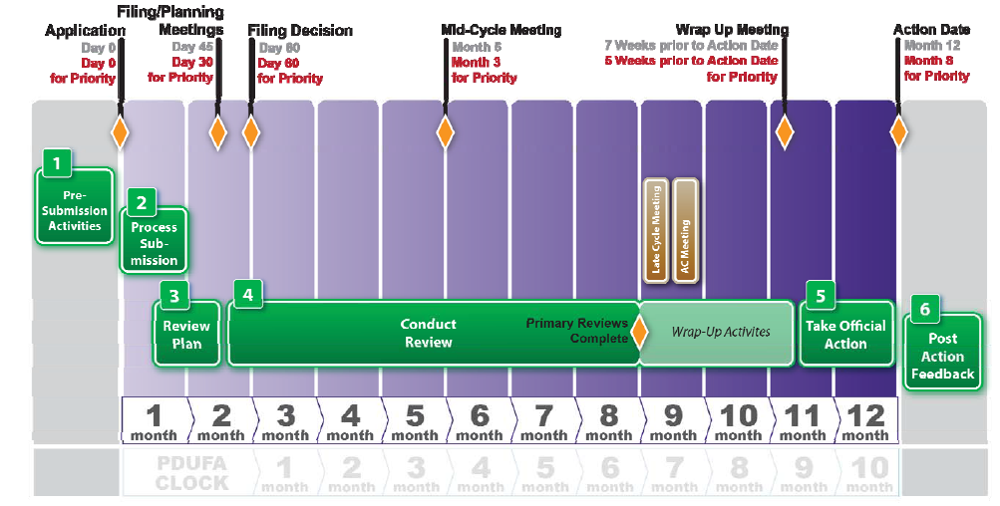 Filing/Planning
Application
Meetings
Filing Decision
Mid-Cycle Meeting
Wrap Up Meeting
Action Date
Day 0
Day 45
Day 60
Month 5
7 Weeks prior to Action Date
Month 12
Day 0
Day 30
Day 60
Month 3
5 Weeks prior to Action Date
Month 8
for Priority
for Priority
for Priority
for Priority
for Priority
for Priority
1
Pre-
Submission
Activities
2
Process
Sub-
mission
Late Cycle Meeting
AC Meeting
3
Review
Plan
4
Conduct
Review
Primary Reviews
Complete
Wrap-Up Activites
5
Take Official
Action
6
Post
Action
Feedback
1 2 3 4 5 6 7 8 9 10 11 12
month month month month month month month month month month month month
PDUFA 1 2 3 4 5 6 7 8 9 10
CLOCK month month month month month month month month month month